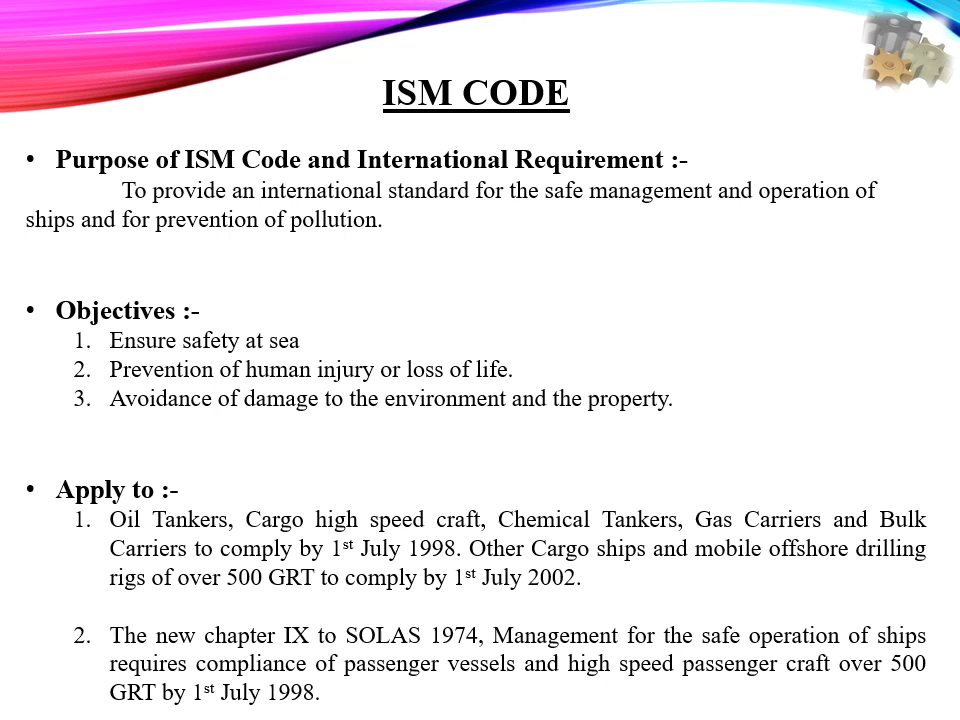 ISM CODE
• Purpose of ISM Code and International Requirement :-
To provide an international standard for the safe management and operation of
ships and for prevention of pollution.
• Objectives :-
1. Ensure safety at sea
2. Prevention of human injury or loss of life.
3. Avoidance of damage to the environment and the property.
• Apply to :-
1. Oil Tankers, Cargo high speed craft, Chemical Tankers, Gas Carriers and Bulk
Carriers to comply by 1st July 1998. Other Cargo ships and mobile offshore drilling
rigs of over 500 GRT to comply by 1st July 2002.
2. The new chapter IX to SOLAS 1974, Management for the safe operation of ships
requires compliance of passenger vessels and high speed passenger craft over 500
GRT by 1st July 1998.